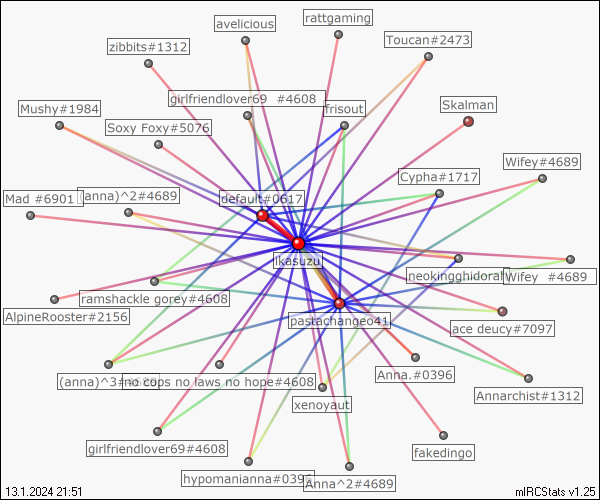 rattgaming
avelicious
Toucan#2473
zibbits#1312
girlfriendlover69  #4608
Skalman
Mushy#1984
frisout
Soxy Foxy#5076
Wifey#4689
Cypha#1717
Mad #6901
(anna)^2#4689
default#0617
ikasuzu
neokingghidorah
Wifey  #4689
ramshackle gorey#4608
AlpineRooster#2156
pastachangeo41
ace deucy#7097
Anna.#0396
(anna)^3#
no cops no laws no hope#4608
Annarchist#1312
xenoyaut
girlfriendlover69#4608
fakedingo
hypomanianna#0396
Anna^2#4689
13.1.2024 21:51
mIRCStats v1.25